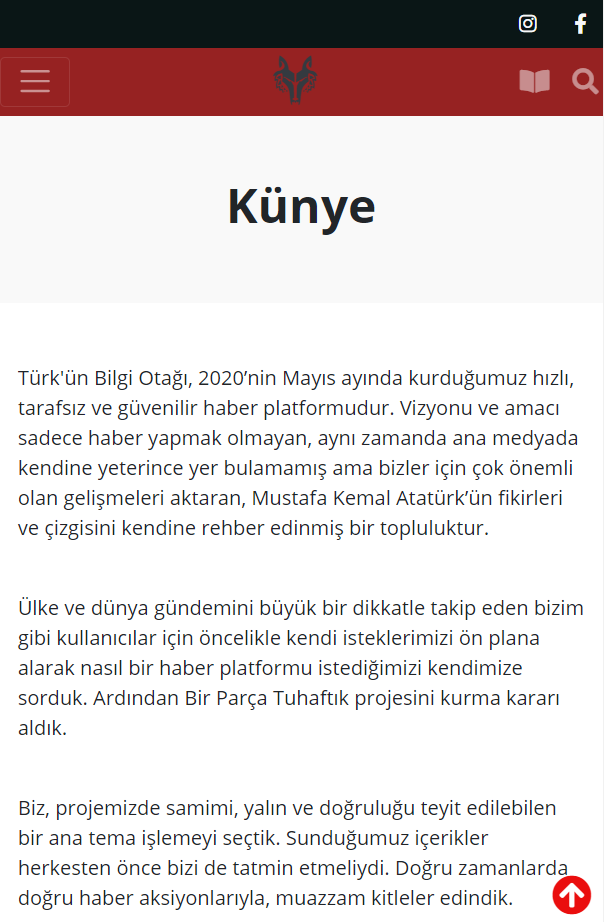 Künye
Türk'ün Bilgi Otağı, 2020’nin Mayıs ayında kurduğumuz hızlı,
tarafsız ve güvenilir haber platformudur. Vizyonu ve amacı
sadece haber yapmak olmayan, aynı zamanda ana medyada
kendine yeterince yer bulamamış ama bizler için çok önemli
olan gelişmeleri aktaran, Mustafa Kemal Atatürk’ün fikirleri
ve çizgisini kendine rehber edinmiş bir topluluktur.
Ülke ve dünya gündemini büyük bir dikkatle takip eden bizim
gibi kullanıcılar için öncelikle kendi isteklerimizi ön plana
alarak nasıl bir haber platformu istediğimizi kendimize
sorduk. Ardından Bir Parça Tuhaftık projesini kurma kararı
aldık.
Biz, projemizde samimi, yalın ve doğruluğu teyit edilebilen
bir ana tema işlemeyi seçtik. Sunduğumuz içerikler
herkesten önce bizi de tatmin etmeliydi. Doğru zamanlarda
doğru haber aksiyonlarıyla, muazzam kitleler edindik.